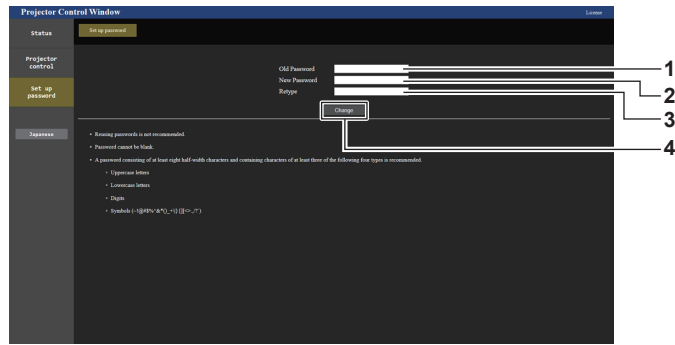 Projector Control Window
License
Status
Set up password
Projector
control
Set up
password
Japanese
Old Password
New Password
Retype
Change
1
2
3
4
• Reusing passwords is not recommended.
• Password cannot be blank.
• A password consisting of at least eight half-width characters and containing characters of at least three of the following four types is recommended.
• Uppercase letters
• Lowercase letters
• Digits